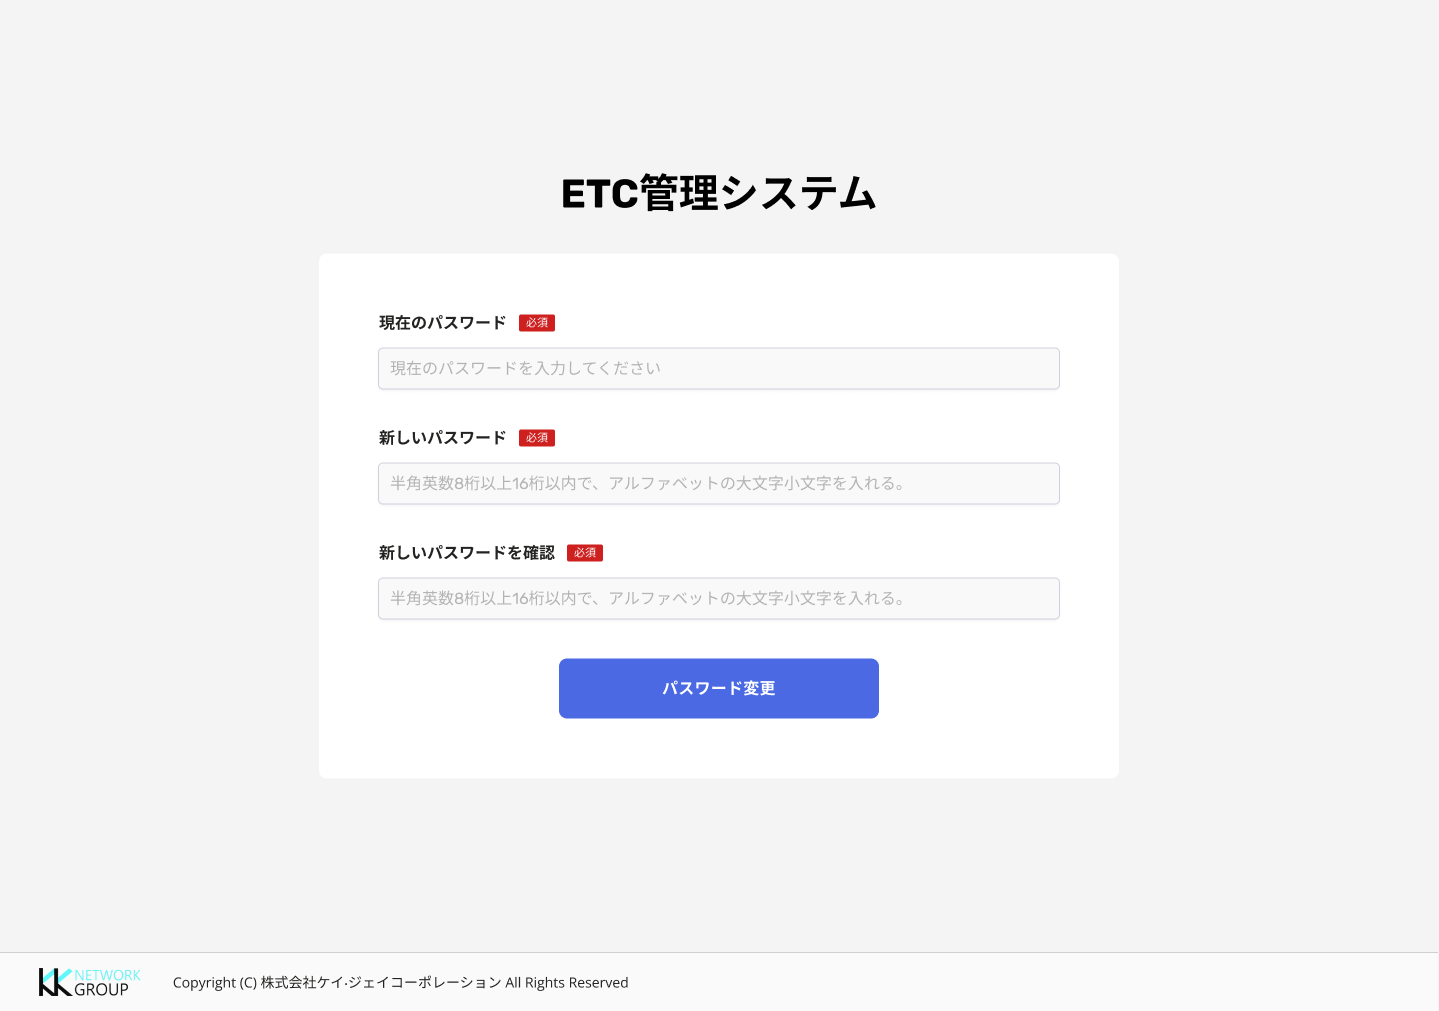 ETC管理システム
現在のパスワード 必須
現在のパスワードを入力してください
新しいパスワード 必須
半角英数8桁以上16桁以内で、アルファベットの大文字小文字を入れる。
新しいパスワードを確認 必須
半角英数8桁以上16桁以内で、アルファベットの大文字小文字を入れる。
パスワード変更
KK NETWORK
GROUP
Copyright (C) 株式会社ケイ·ジェイコーポレーション All Rights Reserved